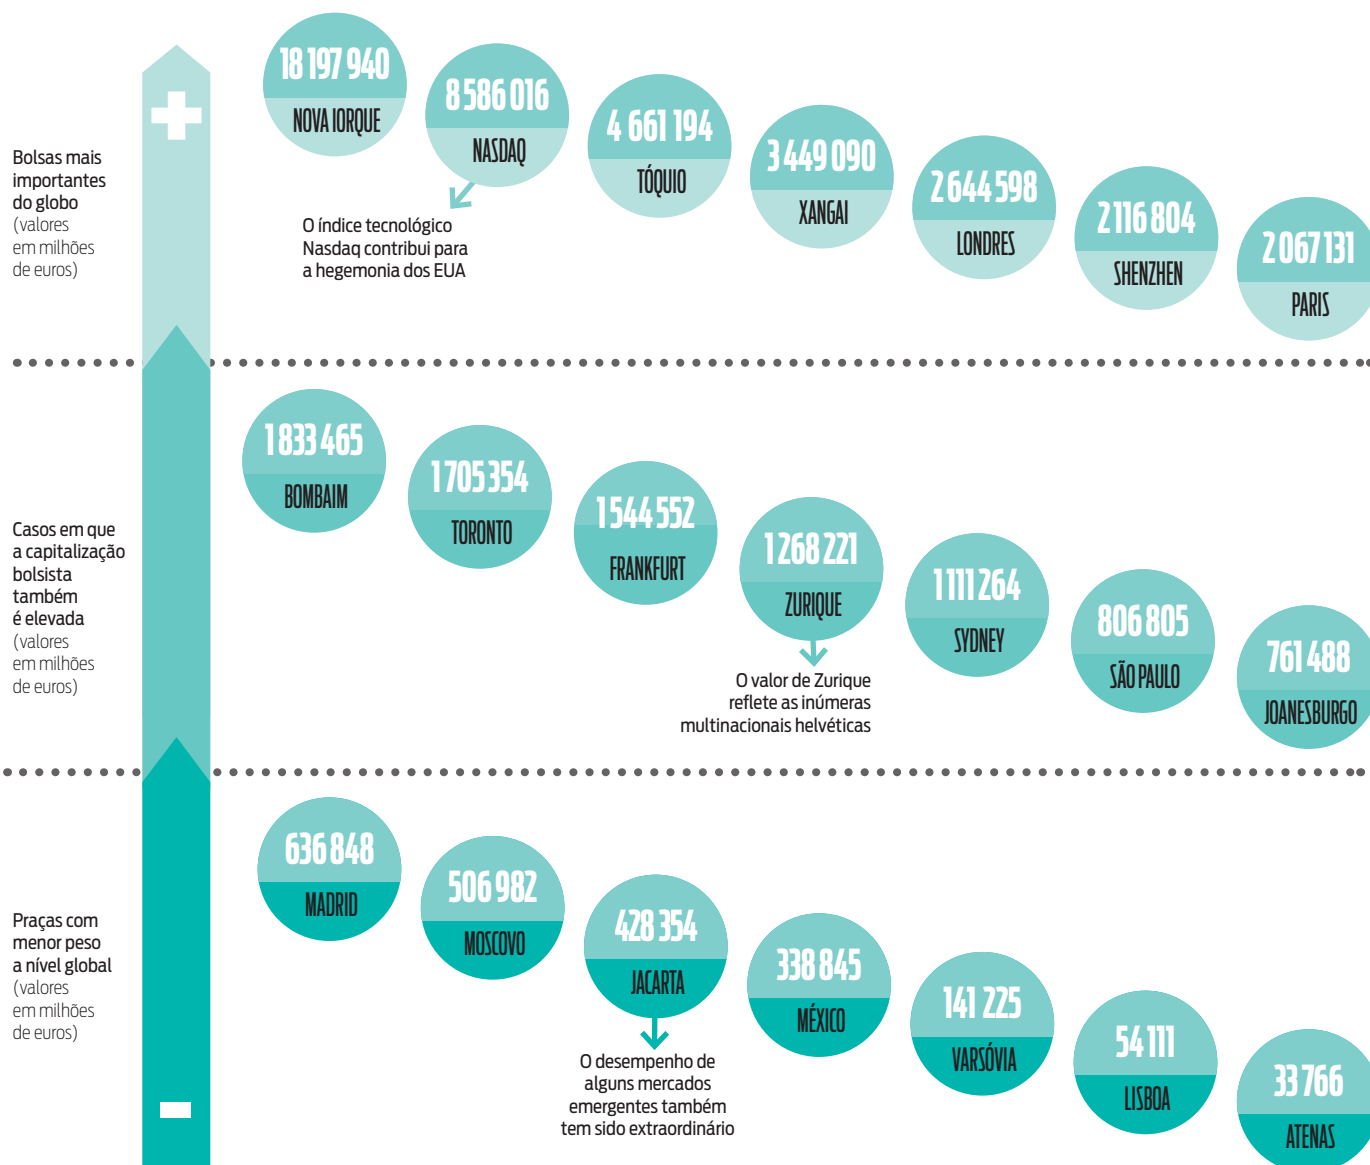 Bolsas mais
importantes
do globo
(valores
em milhões
de euros)
18 197 940
NOVA IORQUE
8 586 016
NASDAQ
4 661 194
TÓQUIO
3 449 090
XANGAI
2 644 598
LONDRES
2 116 804
SHENZHEN
2 067 131
PARIS
O índice tecnológico
Nasdaq contribui para
a hegemonia dos EUA
Casos em que
a capitalização
bolsista
também
é elevada
(valores
em milhões
de euros)
1 833 465
BOMBAIM
1 705 354
TORONTO
1 544 552
FRANKFURT
1 268 221
ZURIQUE
1 111 264
SYDNEY
806 805
SÃO PAULO
761 488
JOANESBURGO
O valor de Zurique
reflete as inúmeras
multinacionais helvéticas
Praças com
menor peso
a nível global
(valores
em milhões
de euros)
636 848
MADRID
506 982
MOSCOVO
428 354
JACARTA
338 845
MÉXICO
141 225
VARSÓVIA
54 111
LISBOA
33 766
ATENAS
O desempenho de
alguns mercados
emergentes também
tem sido extraordinário